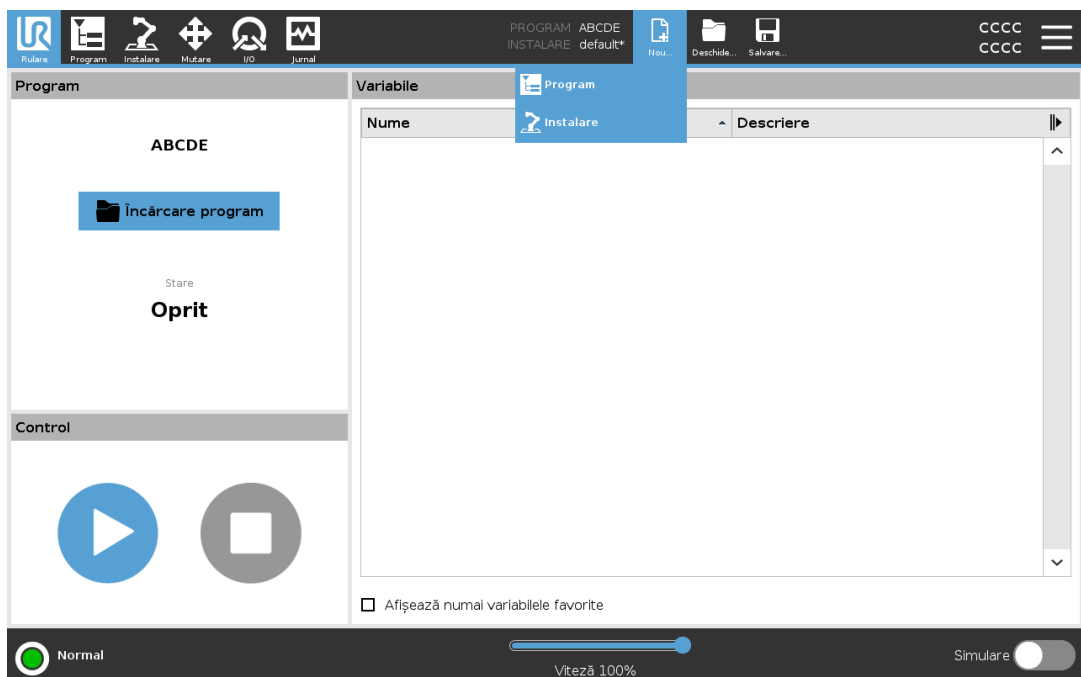 PROGRAM ABCDE
INSTALARE default*
CCCC
CCCC
Rulare Program Instalare Mutare I/O Jurnal Nou... Deschide... Salvare...
Program
Variabile
Program
Instalare
Nume
Descriere
ABCDE
Încărcare program
Stare
Oprit
Control
Afișează numai variabilele favorite
Normal
Viteză 100%
Simulare